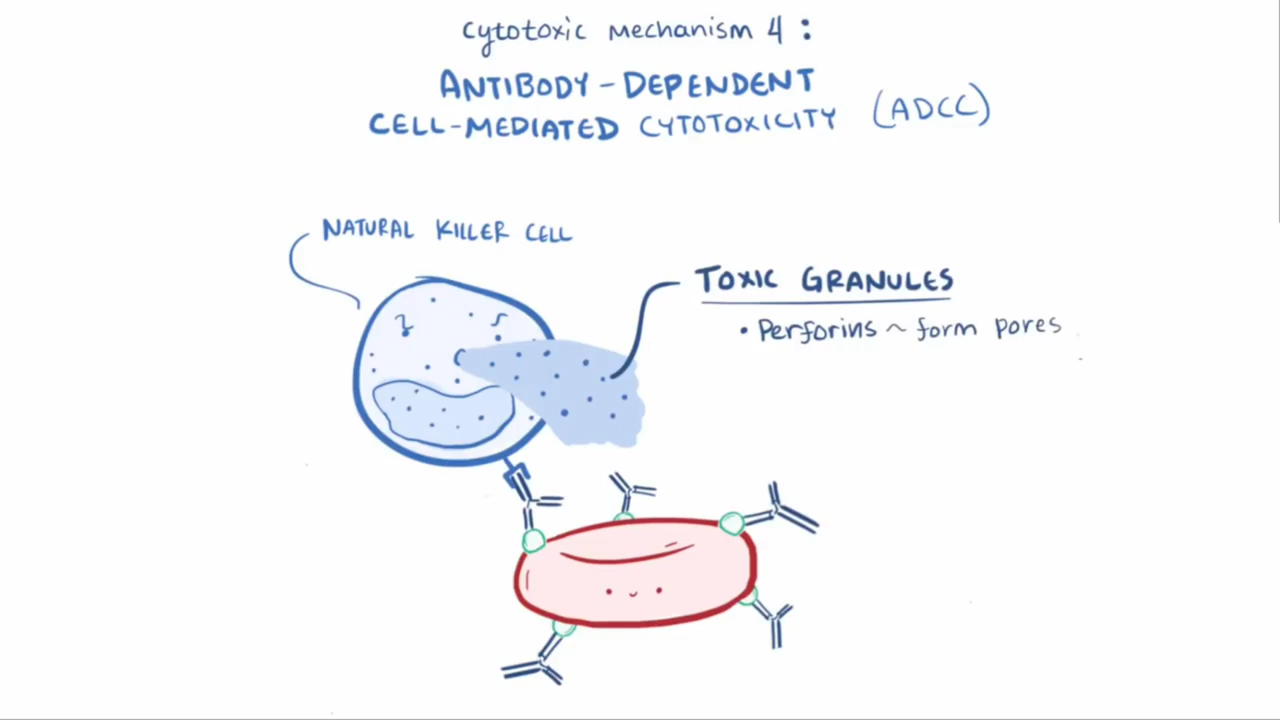 Cytotoxic mechanism 4 :
ANTIBODY - DEPENDENT
CELL-MEDIATED CYTOTOXICITY (ADCC)
NATURAL KILLER CELL
TOXIC GRANULES
• Perforins ~ form pores